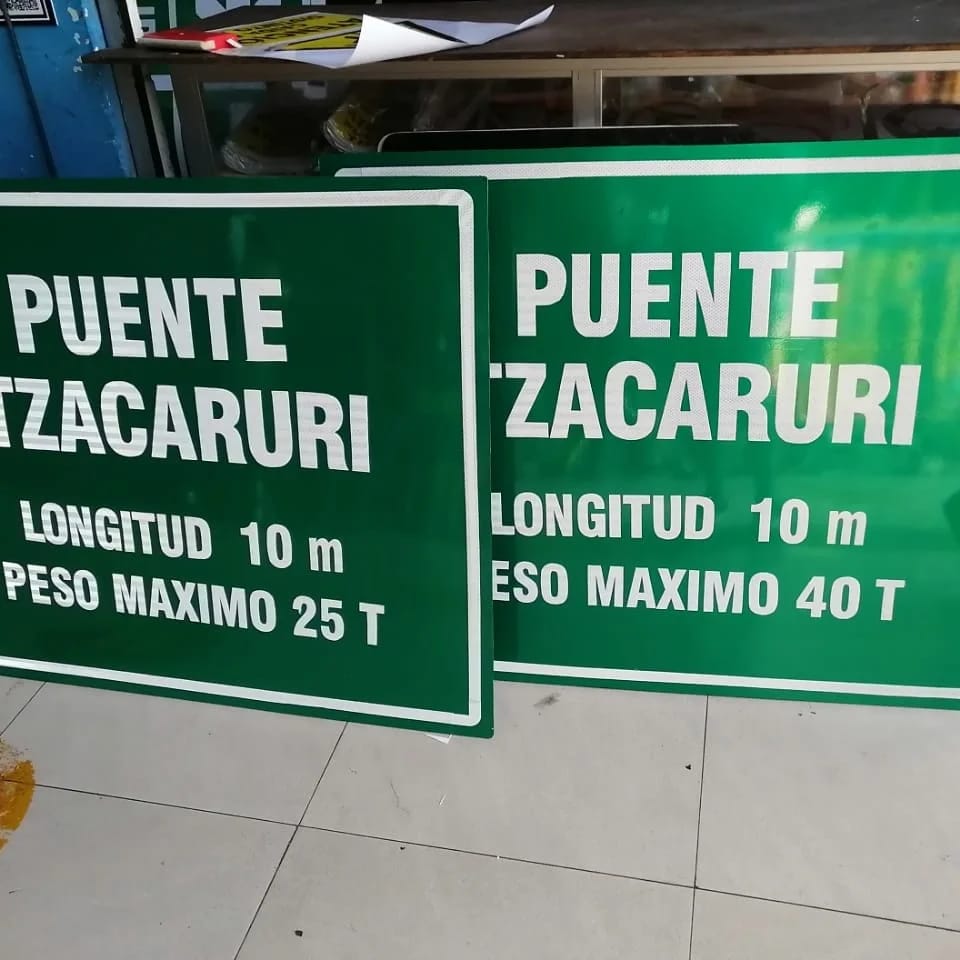 PUENTE
TZACARURI
LONGITUD 10 m
PESO MAXIMO 25 T
PUENTE
TZACARURI
LONGITUD 10 m
ESO MAXIMO 40 T